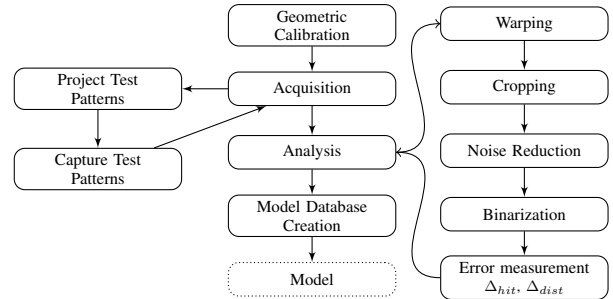 Geometric
Calibration
Acquisition
Project Test
Patterns
Capture Test
Patterns
Analysis
Model Database
Creation
Model
Warping
Cropping
Noise Reduction
Binarization
Error measurement
Δhit, Δdist